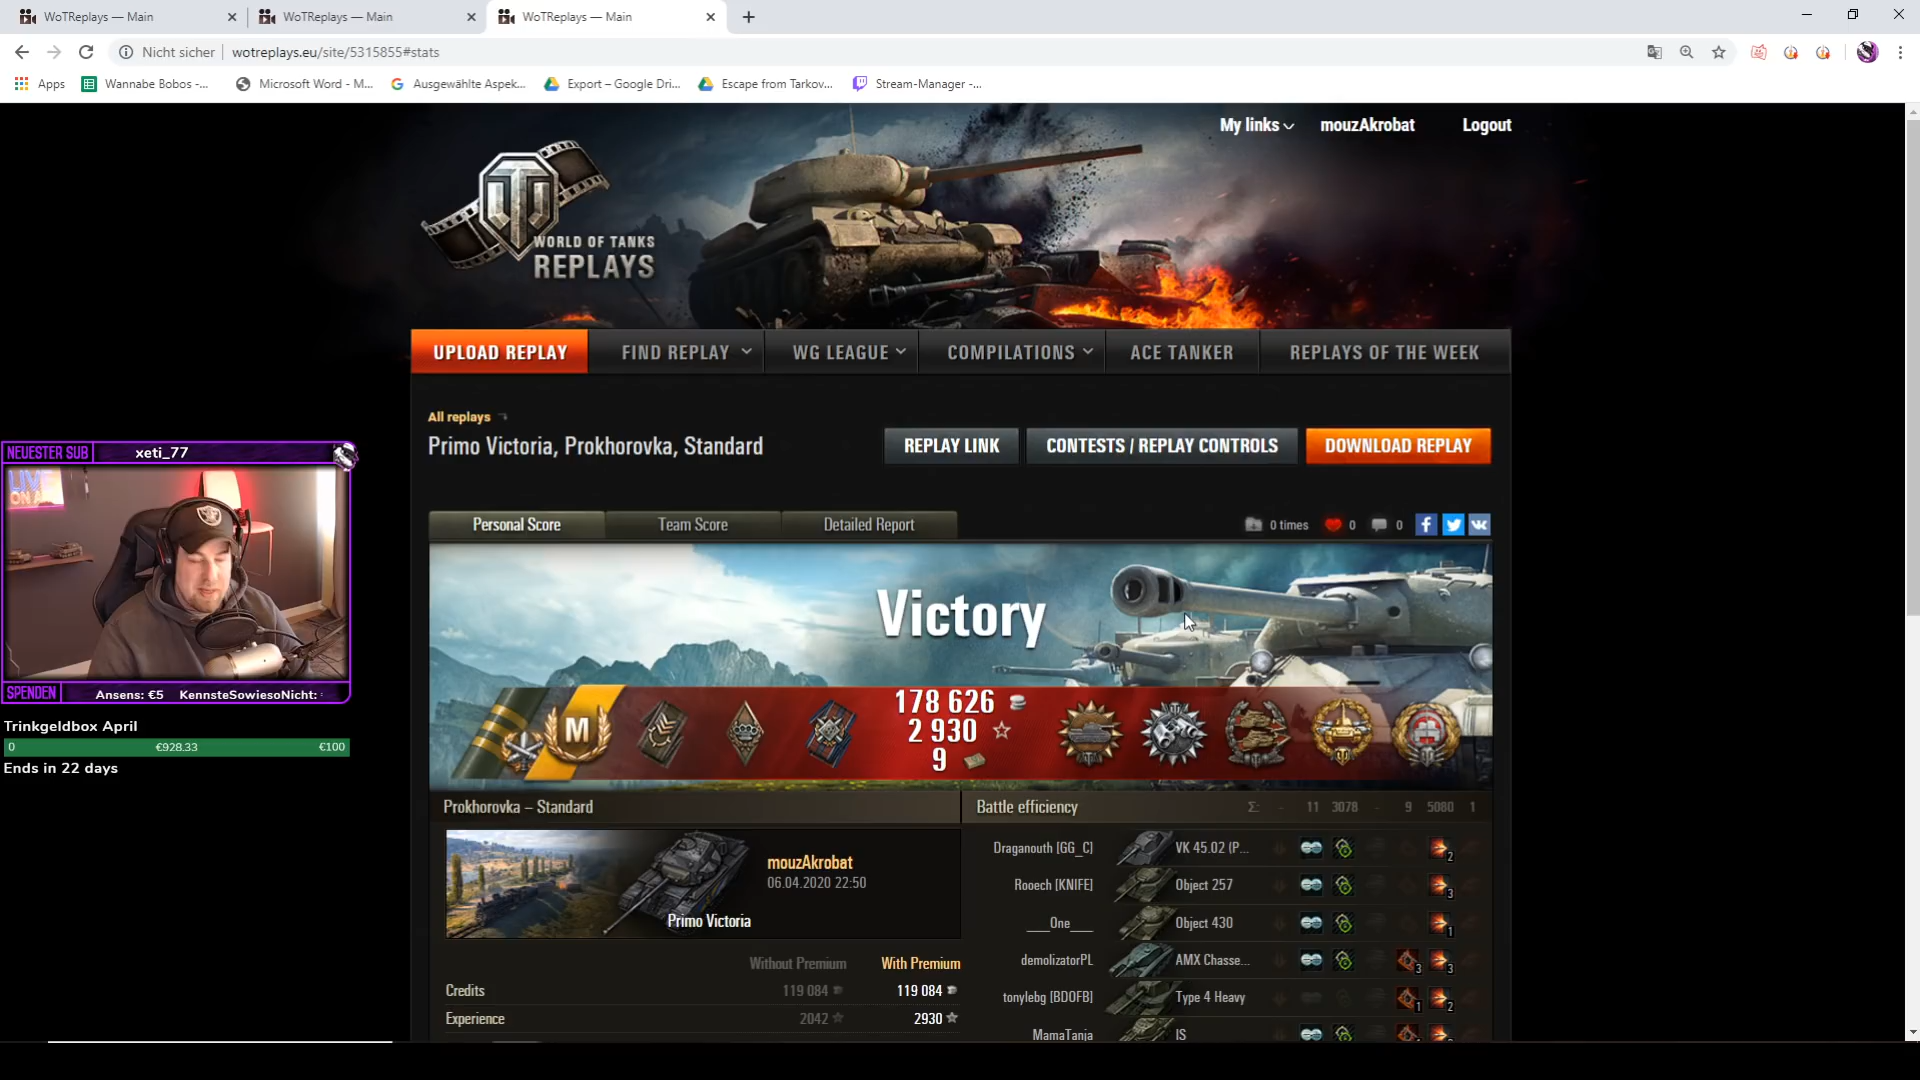 WoTReplays — Main
WoTReplays — Main
WoTReplays — Main
Nicht sicher
wotreplays.eu/site/5315855#stats
Apps
Wannabe Bobos -...
Microsoft Word - M...
Ausgewählte Aspek...
Export – Google Dri...
Escape from Tarkov...
Stream-Manager -...
My links
mouzAkrobat
Logout
WORLD OF TANKS
REPLAYS
UPLOAD REPLAY
FIND REPLAY
WG LEAGUE
COMPILATIONS
ACE TANKER
REPLAYS OF THE WEEK
All replays
Primo Victoria, Prokhorovka, Standard
REPLAY LINK
CONTESTS / REPLAY CONTROLS
DOWNLOAD REPLAY
NEUESTER SUB
xeti_77
Personal Score
Team Score
Detailed Report
0 times
0
0
Victory
178 626
2 930
9
M
SPENDEN
Ansens: €5 KennsteSowiesoNicht:
Trinkgeldbox April
0 €928.33 €100
Ends in 22 days
Prokhorovka – Standard
Battle efficiency
Σ: - 11 3078 - 9 5080 1
mouzAkrobat
06.04.2020 22:50
Primo Victoria
Draganouth [GG_C] VK 45.02 (P... 2
Rooech [KNIFE] Object 257 3
___One___ Object 430 1
demolizatorPL AMX Chasse... 3 3
tonylebg [BDOFB] Type 4 Heavy 1 2
MamaTanja IS
Without Premium With Premium
Credits 119 084 119 084
Experience 2042 2930